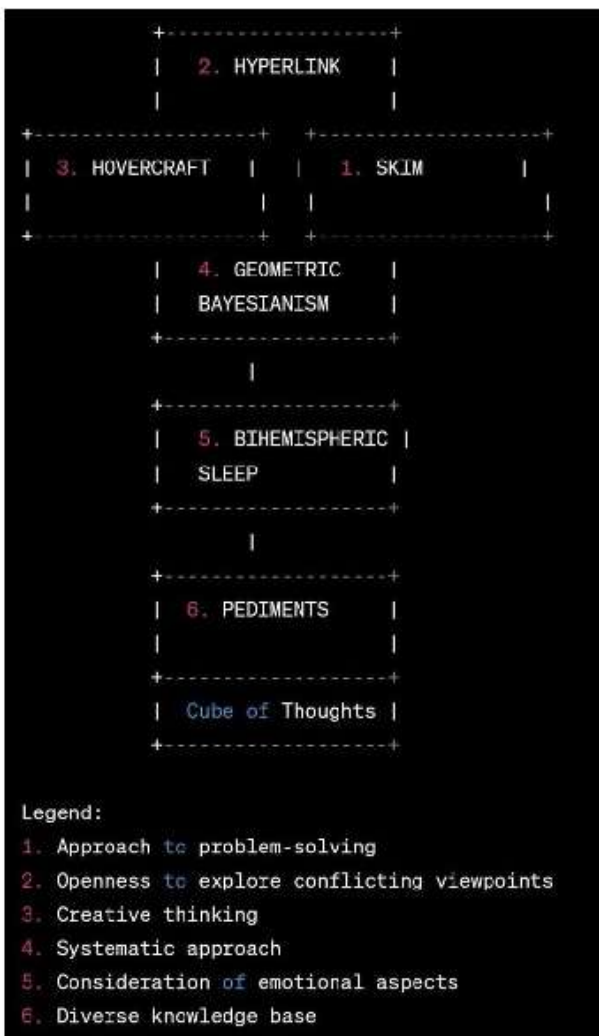 2. HYPERLINK
3. HOVERCRAFT 1. SKIM
4. GEOMETRIC
BAYESIANISM
5. BIHEMISPHERIC
SLEEP
6. PEDIMENTS
Cube of Thoughts
Legend:
1. Approach to problem-solving
2. Openness to explore conflicting viewpoints
3. Creative thinking
4. Systematic approach
5. Consideration of emotional aspects
6. Diverse knowledge base